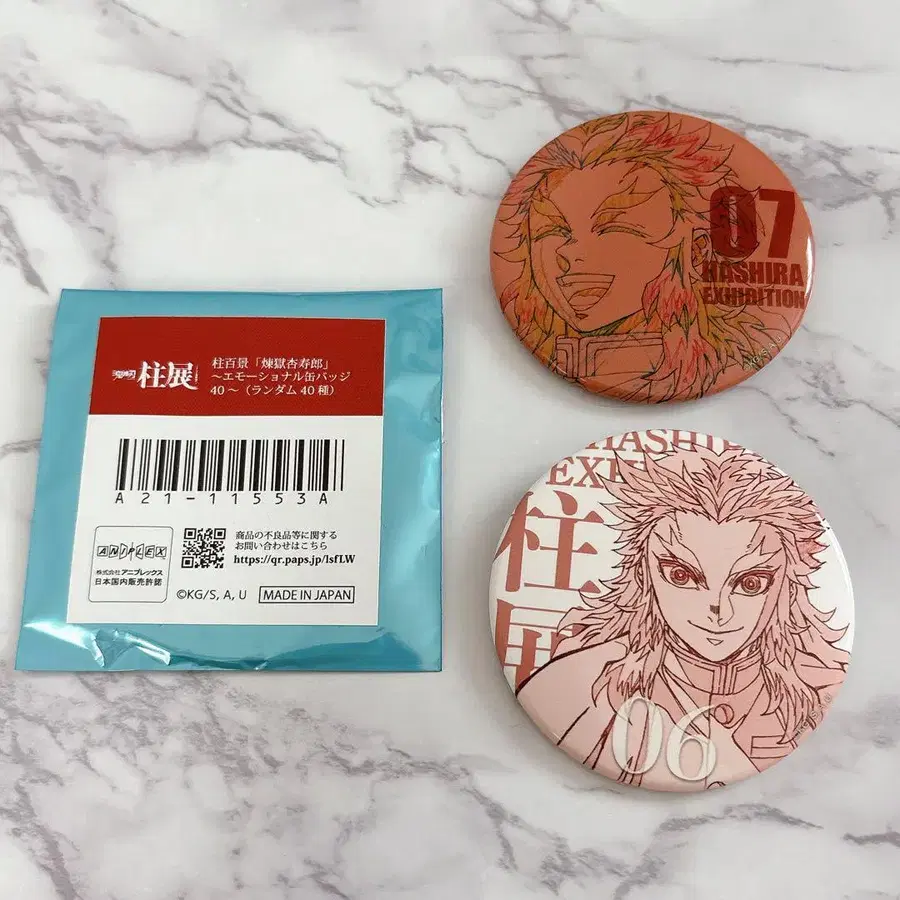 柱展
柱百景「煉獄杏寿郎」
～エモーショナル缶バッジ
40～（ランダム40種）
A21-11553A
ANIPLEX
株式会社アニプレックス
日本国内販売許諾
商品の不良品等に関する
お問い合わせはこちら
https://qr.paps.jp/lsfLW
©KG/S, A, U
MADE IN JAPAN
07
HASHIRA
EXHIBITION
柱
06